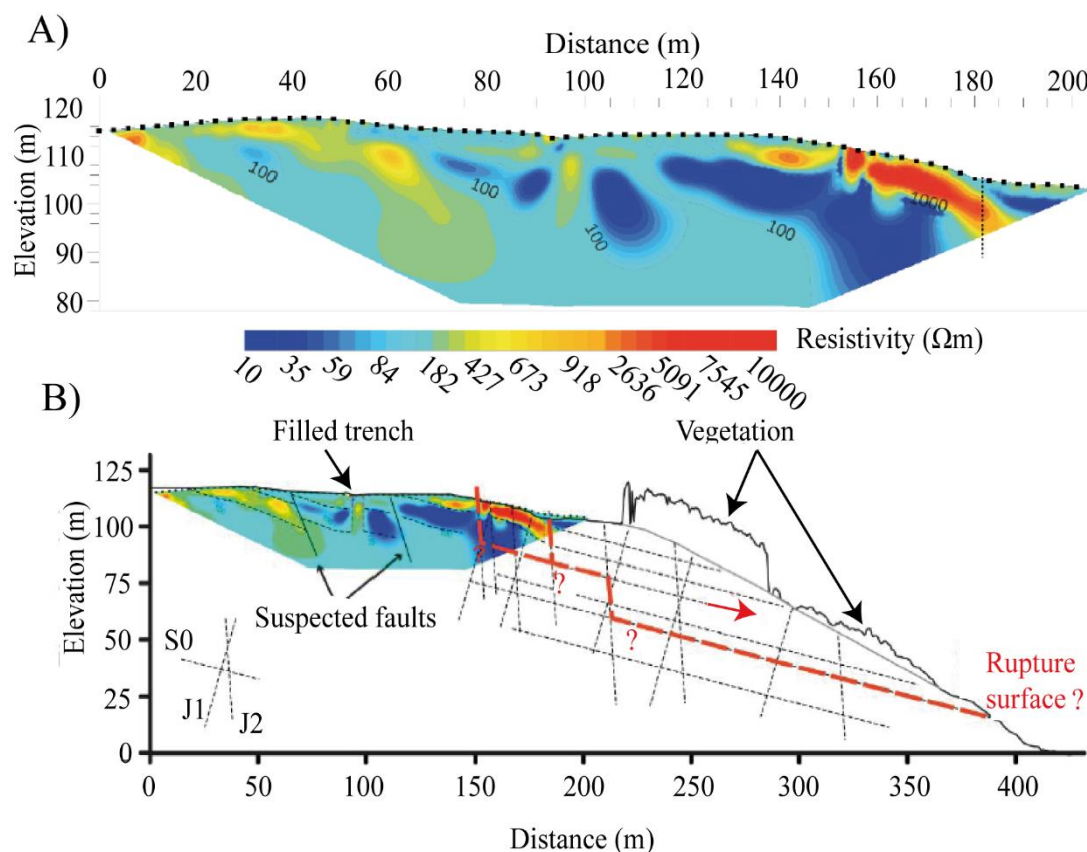 A)
Distance (m)
0 20 40 60 80 100 120 140 160 180 200
Elevation (m)
120
110
100
90
80
100
100
100
100
1000
Resistivity (Ωm)
10 35 59 84 182 427 673 918 2636 5091 7545 10000
B)
Filled trench
Vegetation
Elevation (m)
125
100
75
50
25
0
Suspected faults
S0
J1
J2
?
?
Rupture
surface ?
0 50 100 150 200 250 300 350 400
Distance (m)